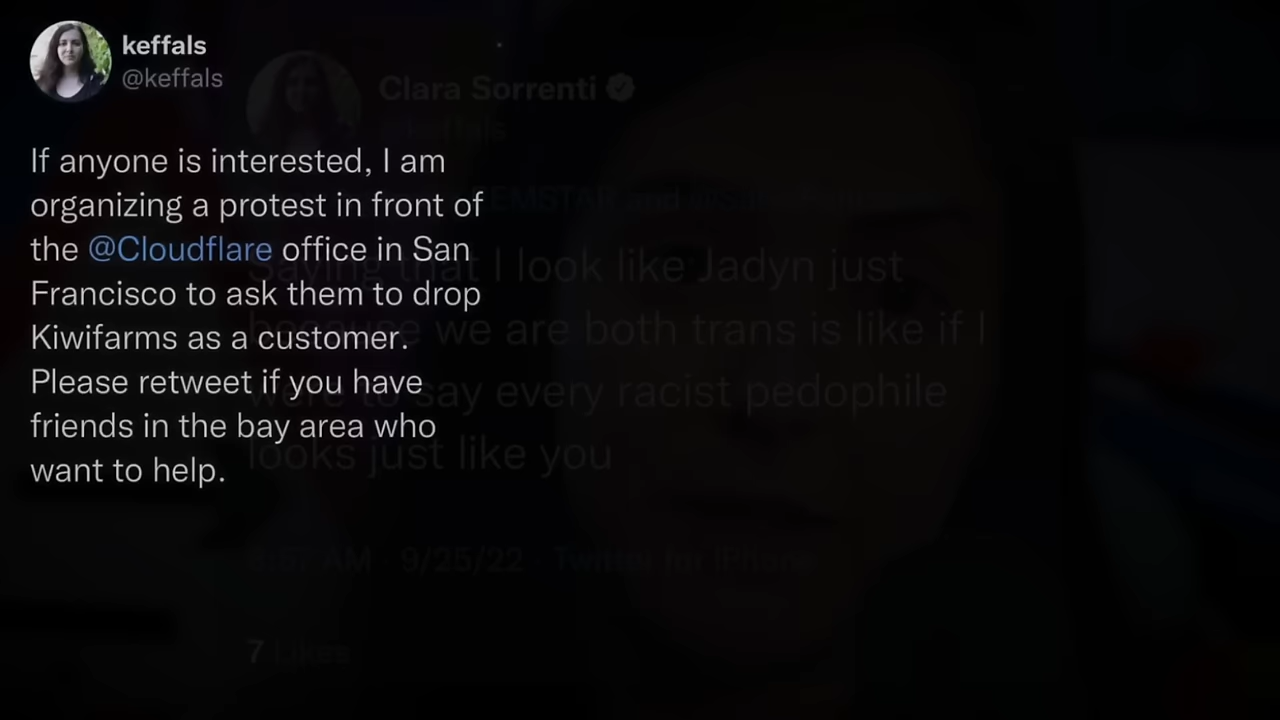 keffals
@keffals
If anyone is interested, I am
organizing a protest in front of
the @Cloudflare office in San
Francisco to ask them to drop
Kiwifarms as a customer.
Please retweet if you have
friends in the bay area who
want to help.
Clara Sorrenti
@keffals
and
Saying that I look like Jadyn just
because we are both trans is like if I
were to say every racist pedophile
looks just like you
AM · 9/25/22 · Twitter for iPhone
7 Likes